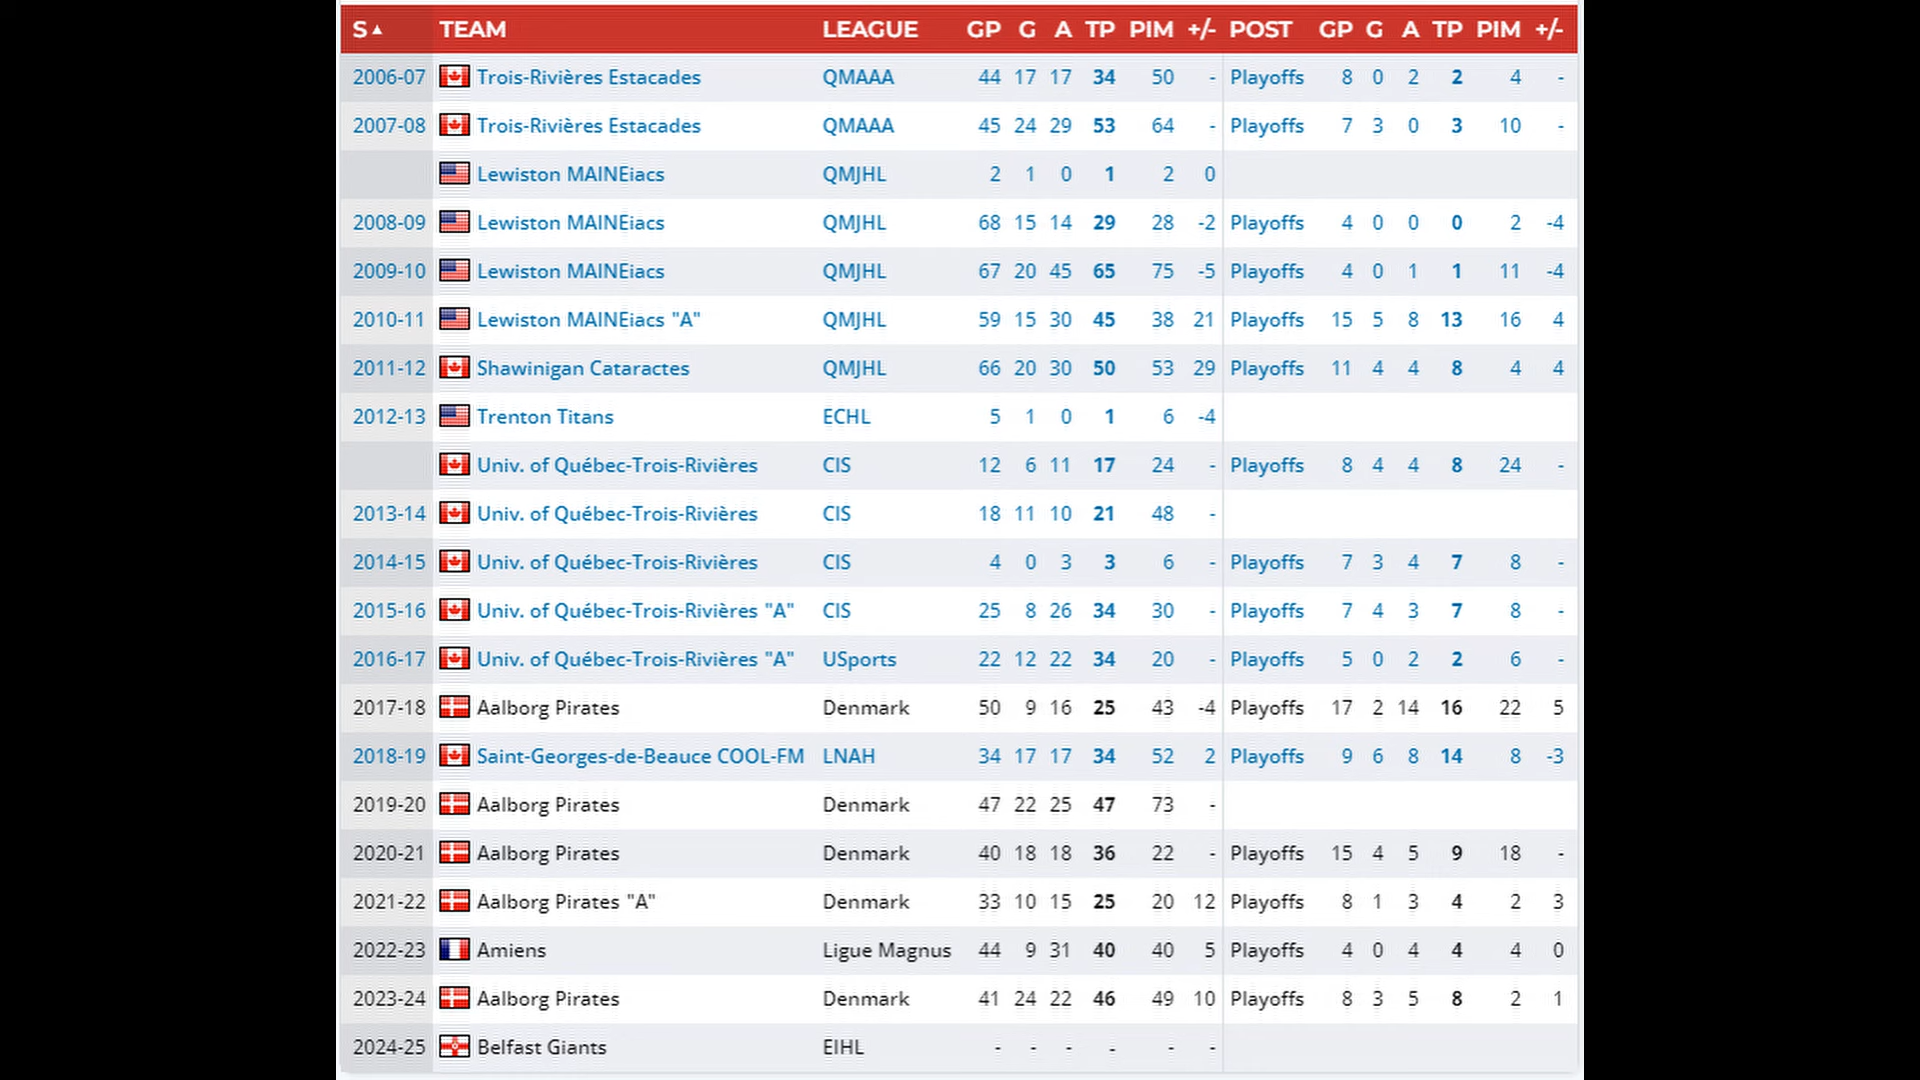 S▲ TEAM LEAGUE GP G A TP PIM +/- POST GP G A TP PIM +/-
2006-07 Trois-Rivières Estacades QMAAA 44 17 17 34 50 - Playoffs 8 0 2 2 4 -
2007-08 Trois-Rivières Estacades QMAAA 45 24 29 53 64 - Playoffs 7 3 0 3 10 -
Lewiston MAINEiacs QMJHL 2 1 0 1 2 0
2008-09 Lewiston MAINEiacs QMJHL 68 15 14 29 28 -2 Playoffs 4 0 0 0 2 -4
2009-10 Lewiston MAINEiacs QMJHL 67 20 45 65 75 -5 Playoffs 4 0 1 1 11 -4
2010-11 Lewiston MAINEiacs "A" QMJHL 59 15 30 45 38 21 Playoffs 15 5 8 13 16 4
2011-12 Shawinigan Cataractes QMJHL 66 20 30 50 53 29 Playoffs 11 4 4 8 4 4
2012-13 Trenton Titans ECHL 5 1 0 1 6 -4
Univ. of Québec-Trois-Rivières CIS 12 6 11 17 24 - Playoffs 8 4 4 8 24 -
2013-14 Univ. of Québec-Trois-Rivières CIS 18 11 10 21 48 -
2014-15 Univ. of Québec-Trois-Rivières CIS 4 0 3 3 6 - Playoffs 7 3 4 7 8 -
2015-16 Univ. of Québec-Trois-Rivières "A" CIS 25 8 26 34 30 - Playoffs 7 4 3 7 8 -
2016-17 Univ. of Québec-Trois-Rivières "A" USports 22 12 22 34 20 - Playoffs 5 0 2 2 6 -
2017-18 Aalborg Pirates Denmark 50 9 16 25 43 -4 Playoffs 17 2 14 16 22 5
2018-19 Saint-Georges-de-Beauce COOL-FM LNAH 34 17 17 34 52 2 Playoffs 9 6 8 14 8 -3
2019-20 Aalborg Pirates Denmark 47 22 25 47 73 -
2020-21 Aalborg Pirates Denmark 40 18 18 36 22 - Playoffs 15 4 5 9 18 -
2021-22 Aalborg Pirates "A" Denmark 33 10 15 25 20 12 Playoffs 8 1 3 4 2 3
2022-23 Amiens Ligue Magnus 44 9 31 40 40 5 Playoffs 4 0 4 4 4 0
2023-24 Aalborg Pirates Denmark 41 24 22 46 49 10 Playoffs 8 3 5 8 2 1
2024-25 Belfast Giants EIHL - - - - - -